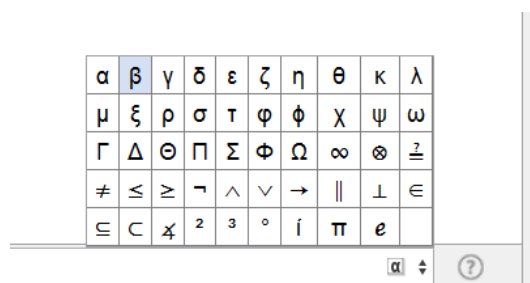 α β γ δ ε ζ η θ κ λ
μ ξ ρ σ τ φ ϕ χ ψ ω
Γ Δ Θ Π Σ Φ Ω ∞ ⊗ ≟
≠ ≤ ≥ ¬ ∧ ∨ → ∥ ⊥ ∈
⊆ ⊂ ∡ ² ³ ° í π e
α ?